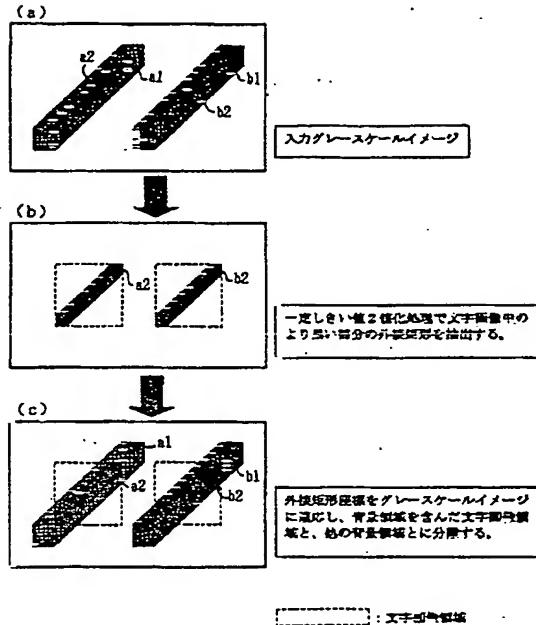 (a)
a2
a1
b1
b2
入力グレースケールイメージ
(b)
a2
b2
一定しきい値2値化処理で文字画像中の
より黒い部分の外接矩形を抽出する。
(c)
a1
a2
b1
b2
外接矩形座標をグレースケールイメージ
に適応し、背景領域を含んだ文字部分領
域と、他の背景領域とに分離する。
:文字部分領域